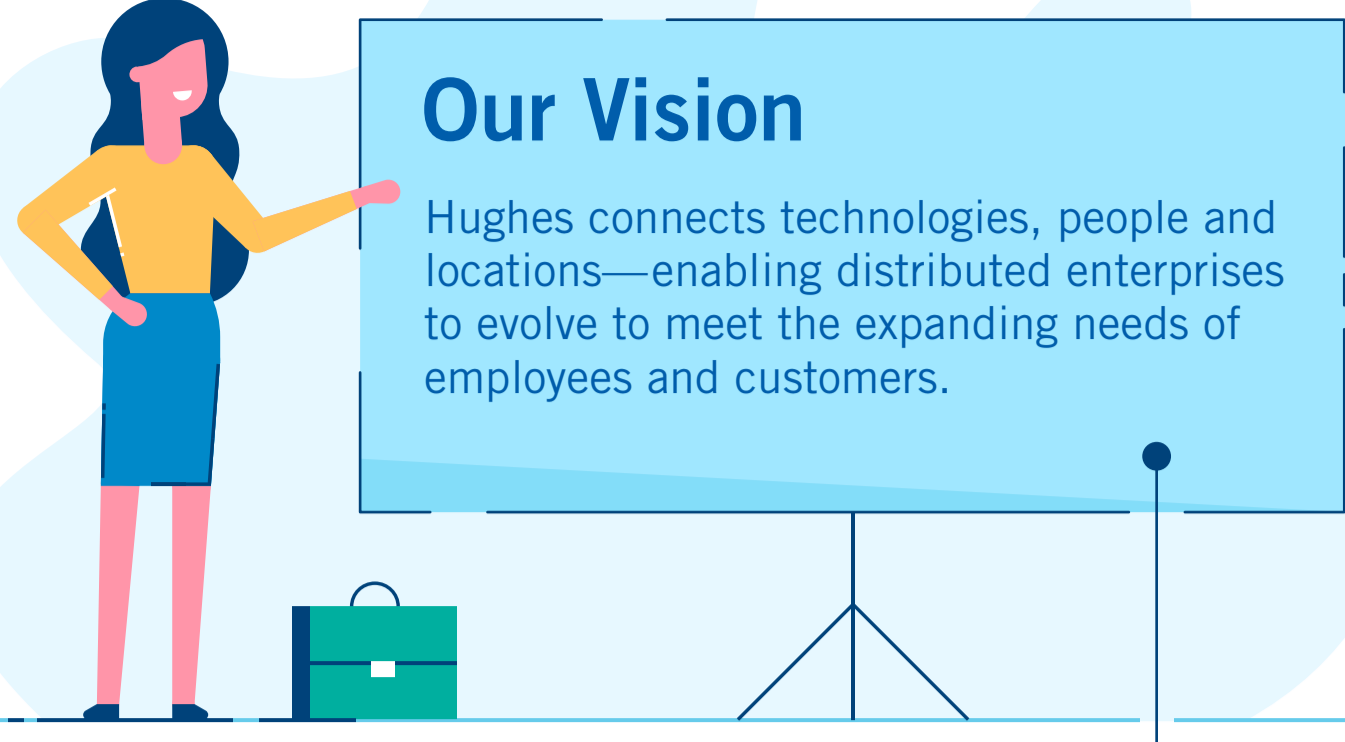 Our Vision
Hughes connects technologies, people and
locations—enabling distributed enterprises
to evolve to meet the expanding needs of
employees and customers.